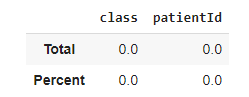 class patientId
Total 0.0 0.0
Percent 0.0 0.0